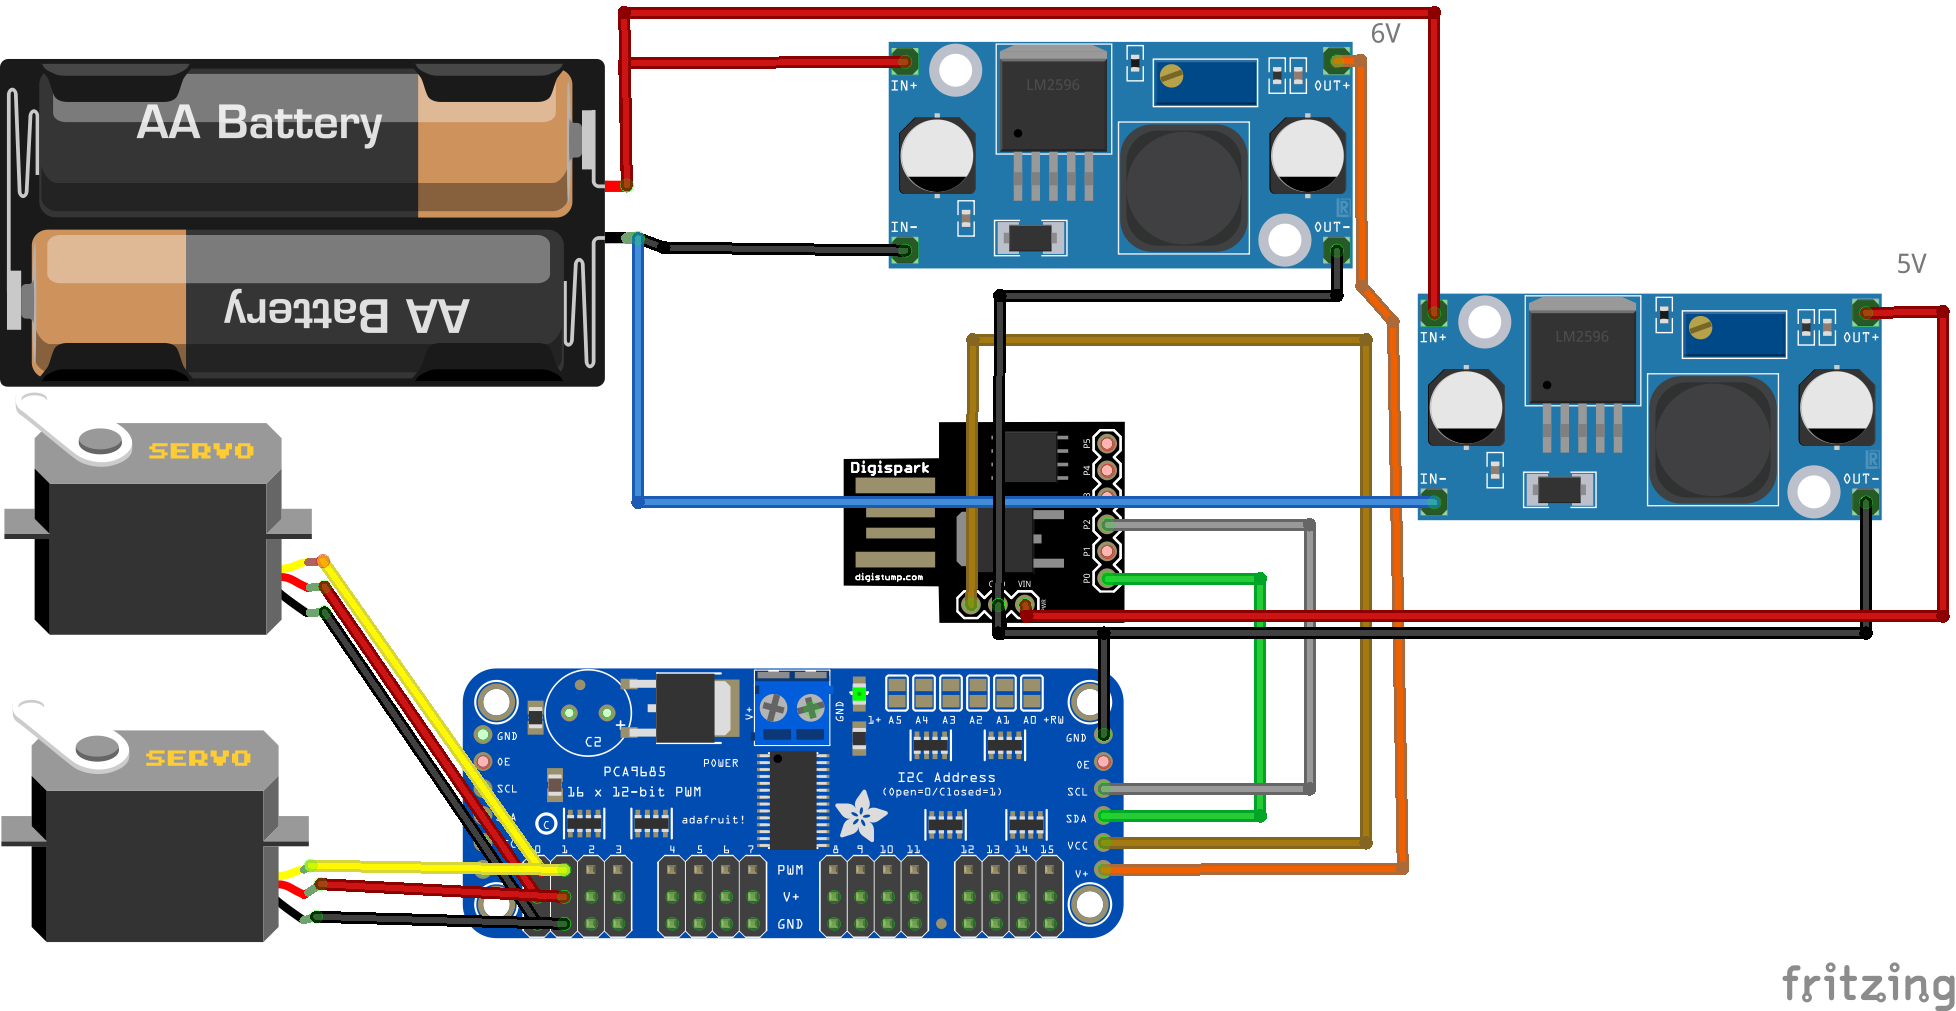 6V
AA Battery
AA Battery
IN+
LM2596
OUT+
IN-
OUT-
R
5V
IN+
LM2596
OUT+
IN-
OUT-
R
SERVO
SERVO
Digispark
digistump.com
P5
P4
3
P2
P1
P0
VIN
GND
OE
SCL
C2
+
POWER
V+
GND
PCA9685
16 x 12-bit PWM
adafruit!
C
1+ A5 A4 A3 A2 A1 A0 +RW
I2C Address
(Open=0/Closed=1)
GND
OE
SCL
SDA
VCC
V+
0 1 2 3 4 5 6 7 8 9 10 11 12 13 14 15
PWM
V+
GND
fritzing